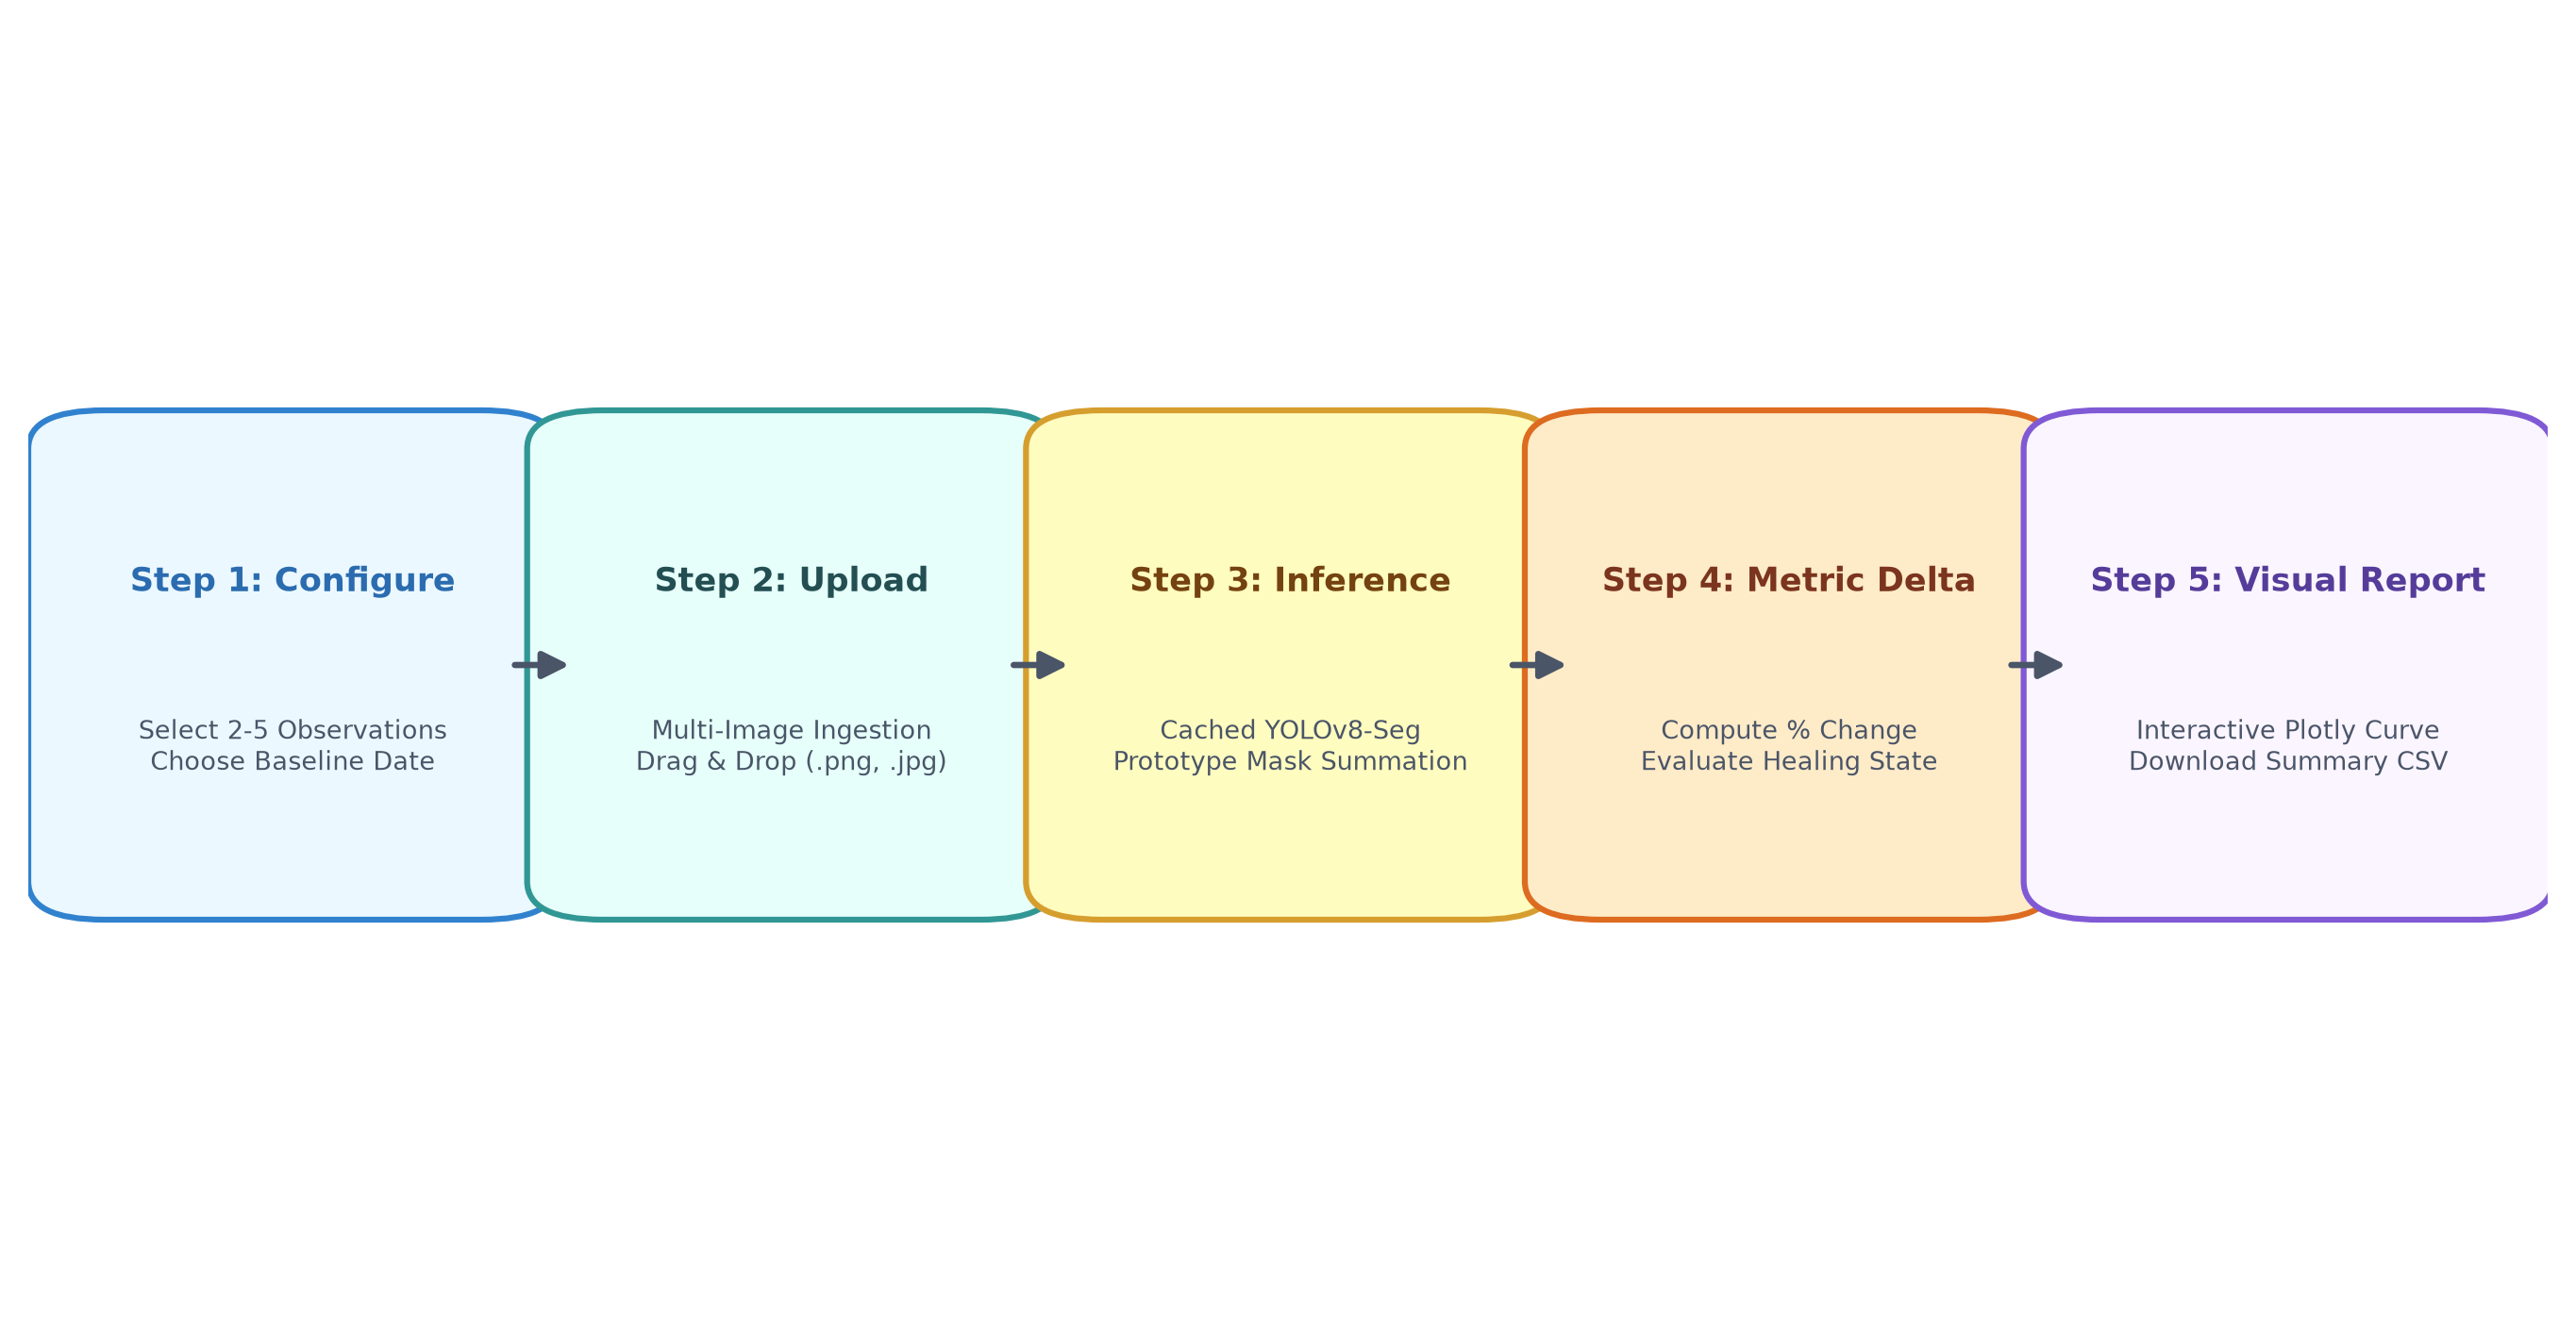 Step 1: Configure
Select 2-5 Observations
Choose Baseline Date
Step 2: Upload
Multi-Image Ingestion
Drag & Drop (.png, .jpg)
Step 3: Inference
Cached YOLOv8-Seg
Prototype Mask Summation
Step 4: Metric Delta
Compute % Change
Evaluate Healing State
Step 5: Visual Report
Interactive Plotly Curve
Download Summary CSV